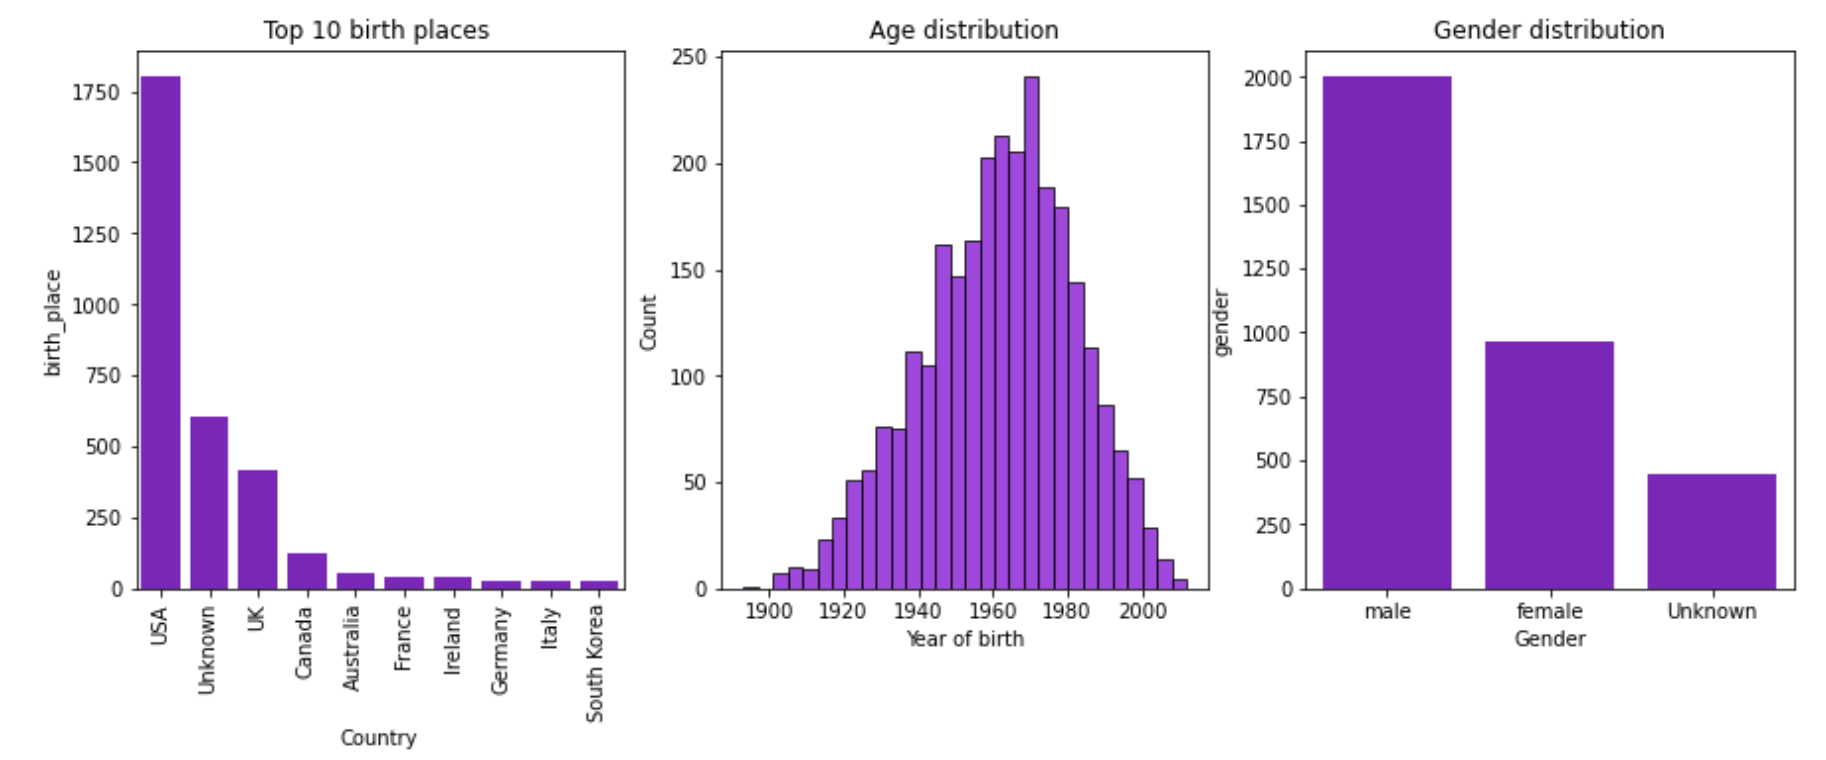 Top 10 birth places
birth_place
1750
1500
1250
1000
750
500
250
0
USA
Unknown
UK
Canada
Australia
France
Ireland
Germany
Italy
South Korea
Country
Age distribution
Count
250
200
150
100
50
0
1900 1920 1940 1960 1980 2000
Year of birth
Gender distribution
gender
2000
1750
1500
1250
1000
750
500
250
0
male female Unknown
Gender